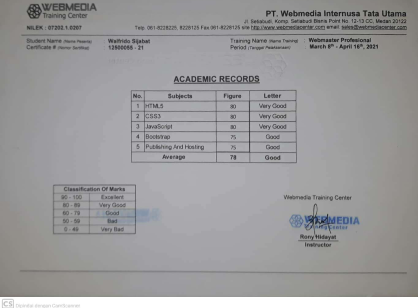 WEBMEDIA
Training Center
PT. Webmedia Internusa Tata Utama
Jl. Setiabudi, Komp. Setiabudi Bisnis Point No. 12-13 CC, Medan 20122
NILEK : 07202.1.0267
Telp. 061-8228225, 8228125 Fax.061-8228125 site http://www.webmediacenter.com email sales@webmediacenter.com
Student Name (Nama Peserta) Walfrido Sijabat
Training Name (Nama Training) : Webmaster Profesional
Certificate # (Nomor Sertifikat) 12500055 - 21
Period (Tanggal Pelaksanaan) : March 8th - April 16th, 2021
ACADEMIC RECORDS
No. Subjects Figure Letter
1 HTML5 80 Very Good
2 CSS3 80 Very Good
3 JavaScript 80 Very Good
4 Bootstrap 75 Good
5 Publishing And Hosting 75 Good
Average 78 Good
Classification Of Marks
90 - 100 Excellent
80 - 89 Very Good
60 - 79 Good
50 - 59 Bad
0 - 49 Very Bad
Webmedia Training Center
WEBMEDIA
Training Center
Rony Hidayat
Instructor
CS Dipindai dengan CamScanner